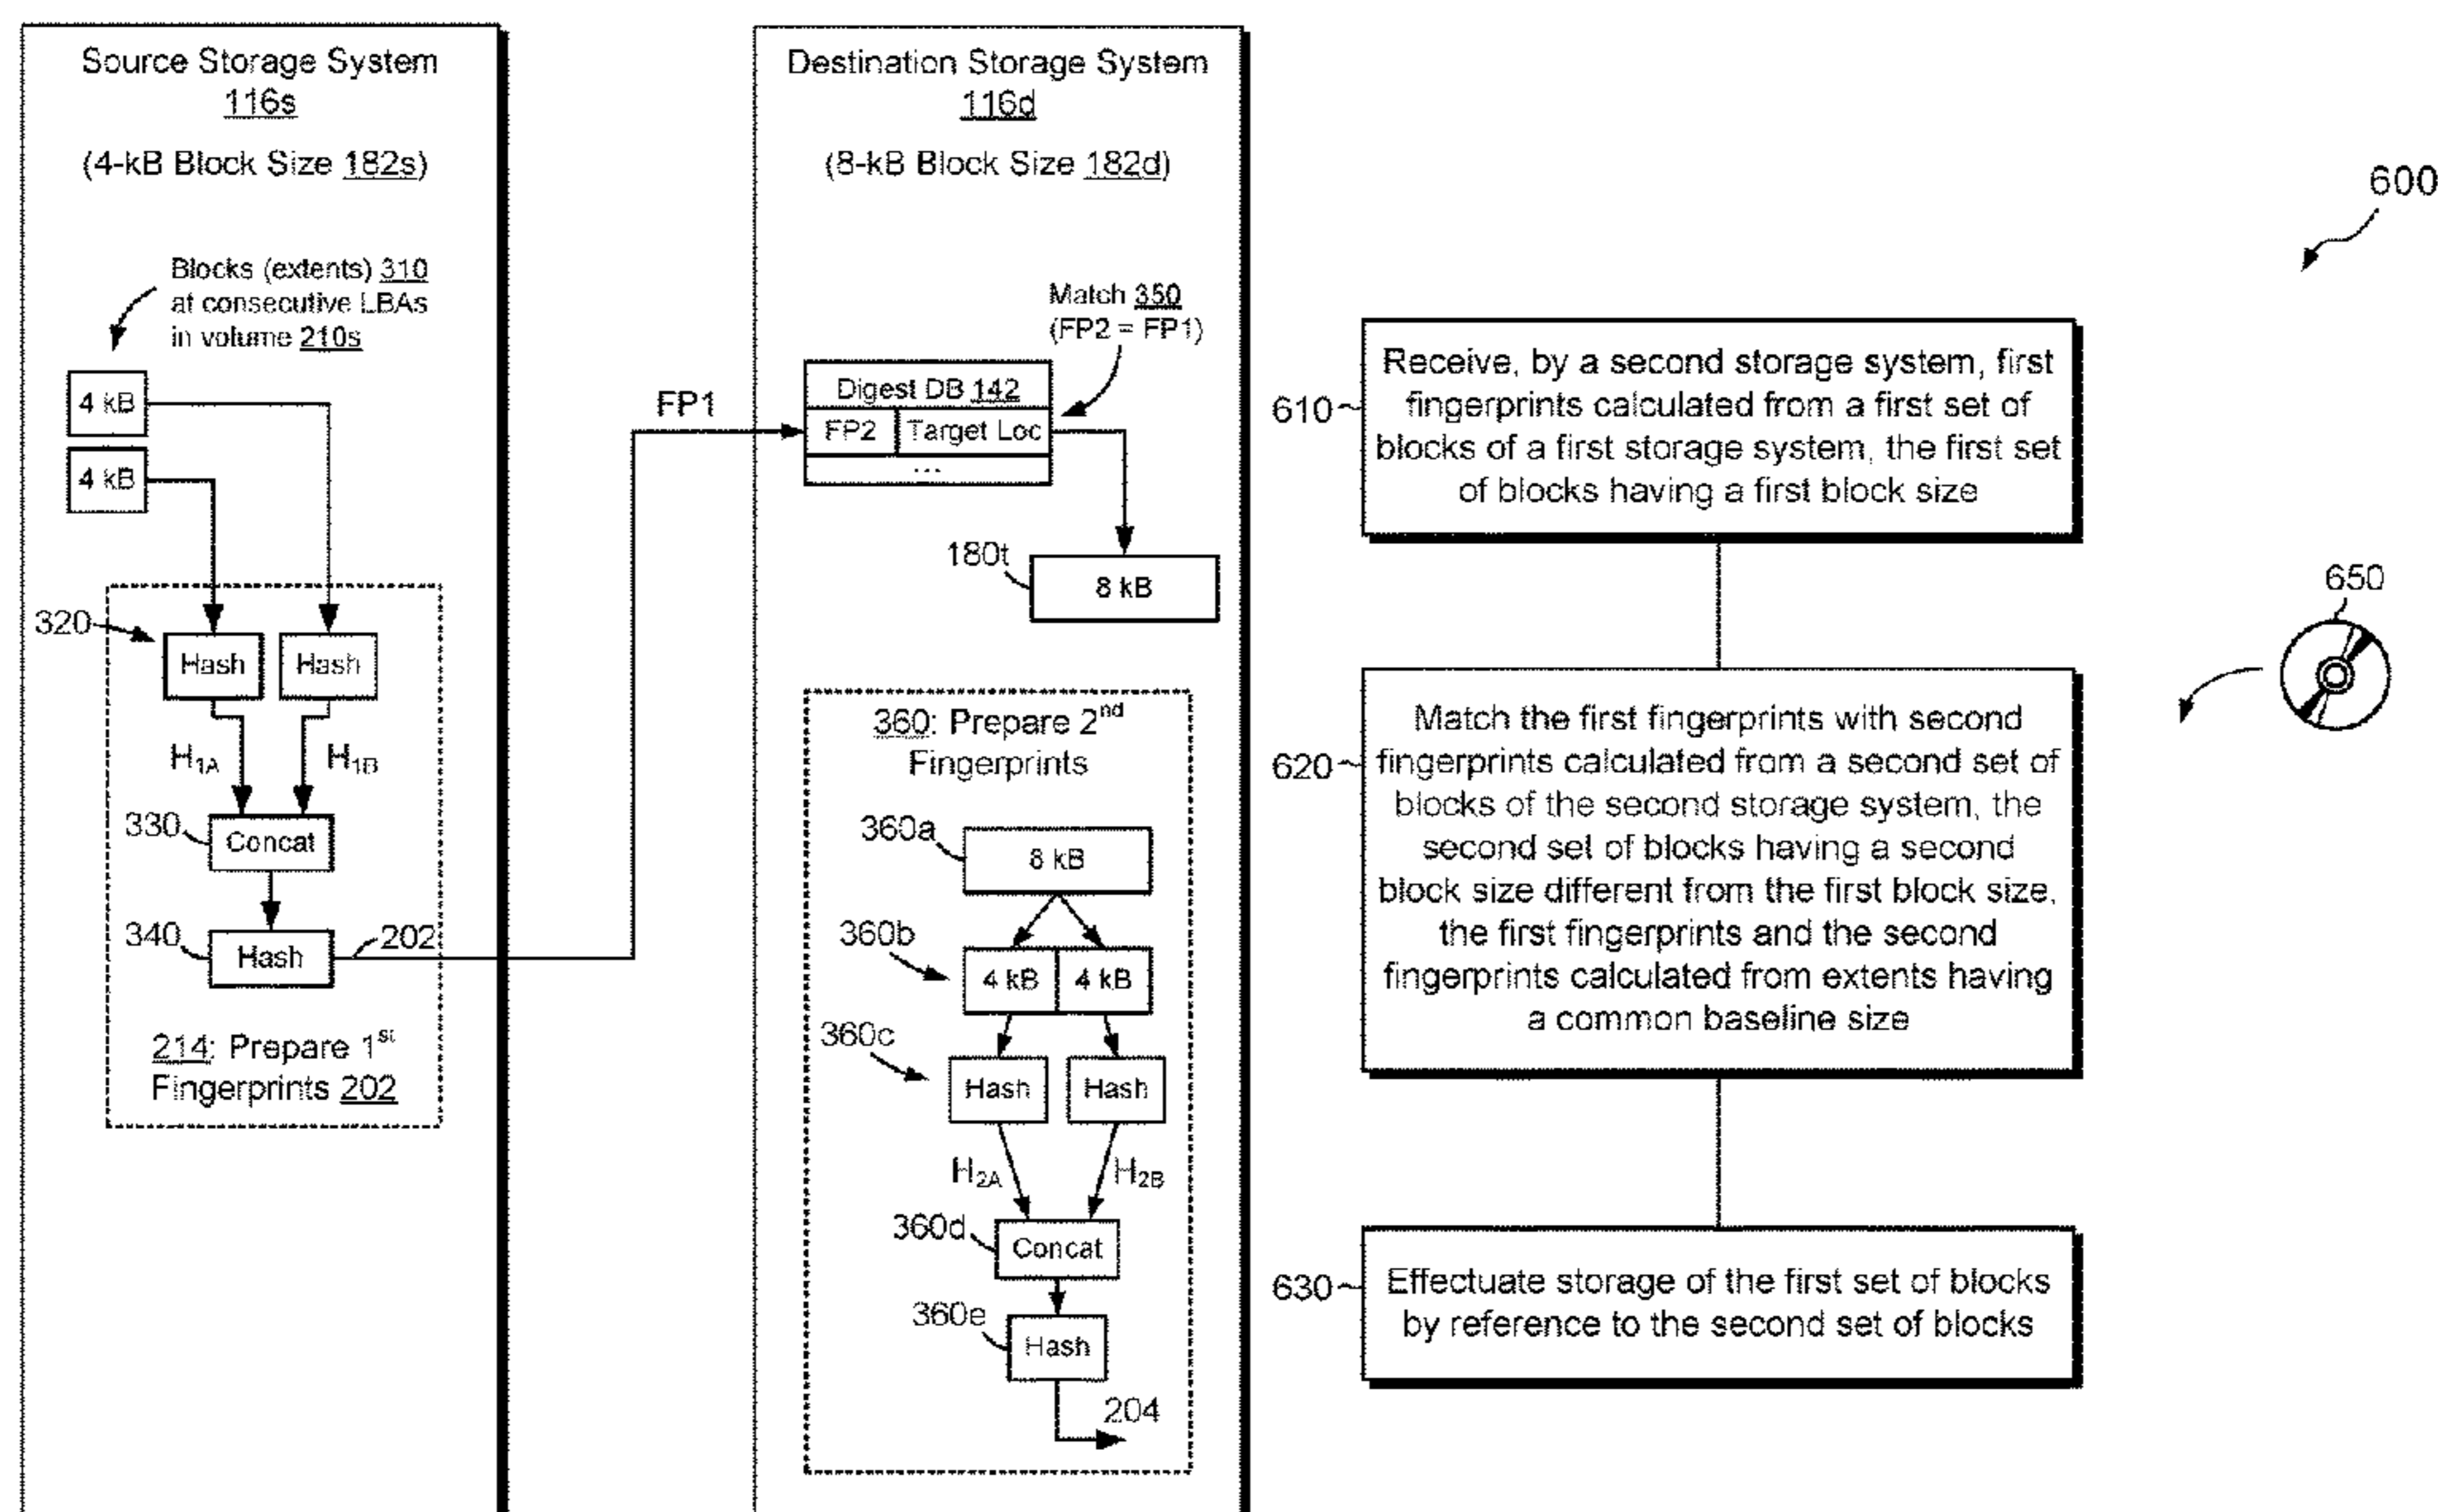 Source Storage System
116s
(4-kB Block Size 182s)
Blocks (extents) 310
at consecutive LBAs
in volume 210s
4 kB
4 kB
320
Hash
Hash
H1A
H1B
330
Concat
340
Hash
202
214: Prepare 1st
Fingerprints 202
FP1
Destination Storage System
116d
(8-kB Block Size 182d)
Match 350
(FP2 = FP1)
Digest DB 142
FP2
Target Loc
...
180t
8 kB
360: Prepare 2nd
Fingerprints
360a
8 kB
360b
4 kB
4 kB
360c
Hash
Hash
H2A
H2B
360d
Concat
360e
Hash
204
600
610
Receive, by a second storage system, first
fingerprints calculated from a first set of
blocks of a first storage system, the first set
of blocks having a first block size
650
620
Match the first fingerprints with second
fingerprints calculated from a second set of
blocks of the second storage system, the
second set of blocks having a second
block size different from the first block size,
the first fingerprints and the second
fingerprints calculated from extents having
a common baseline size
630
Effectuate storage of the first set of blocks
by reference to the second set of blocks